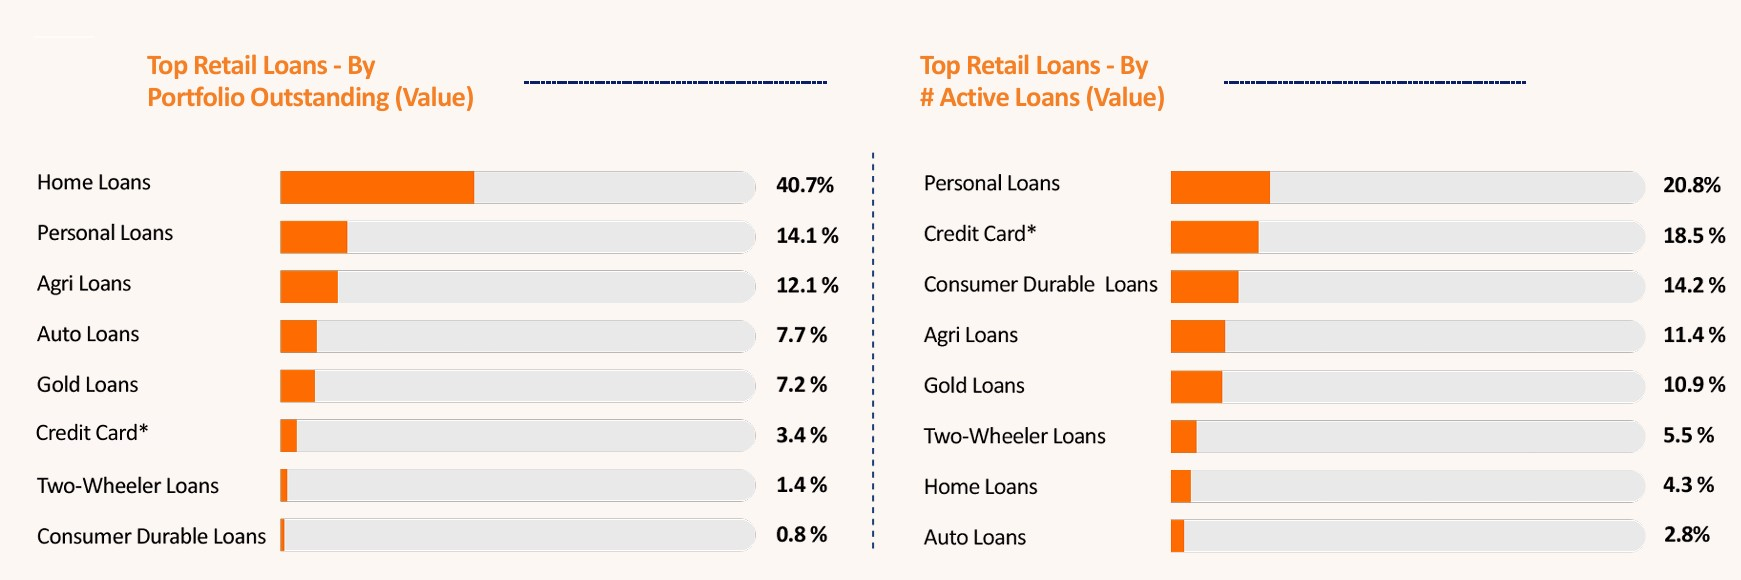 Top Retail Loans - By
Portfolio Outstanding (Value)
Home Loans 40.7%
Personal Loans 14.1 %
Agri Loans 12.1 %
Auto Loans 7.7 %
Gold Loans 7.2 %
Credit Card* 3.4 %
Two-Wheeler Loans 1.4 %
Consumer Durable Loans 0.8 %
Top Retail Loans - By
# Active Loans (Value)
Personal Loans 20.8%
Credit Card* 18.5 %
Consumer Durable  Loans 14.2 %
Agri Loans 11.4 %
Gold Loans 10.9 %
Two-Wheeler Loans 5.5 %
Home Loans 4.3 %
Auto Loans 2.8%